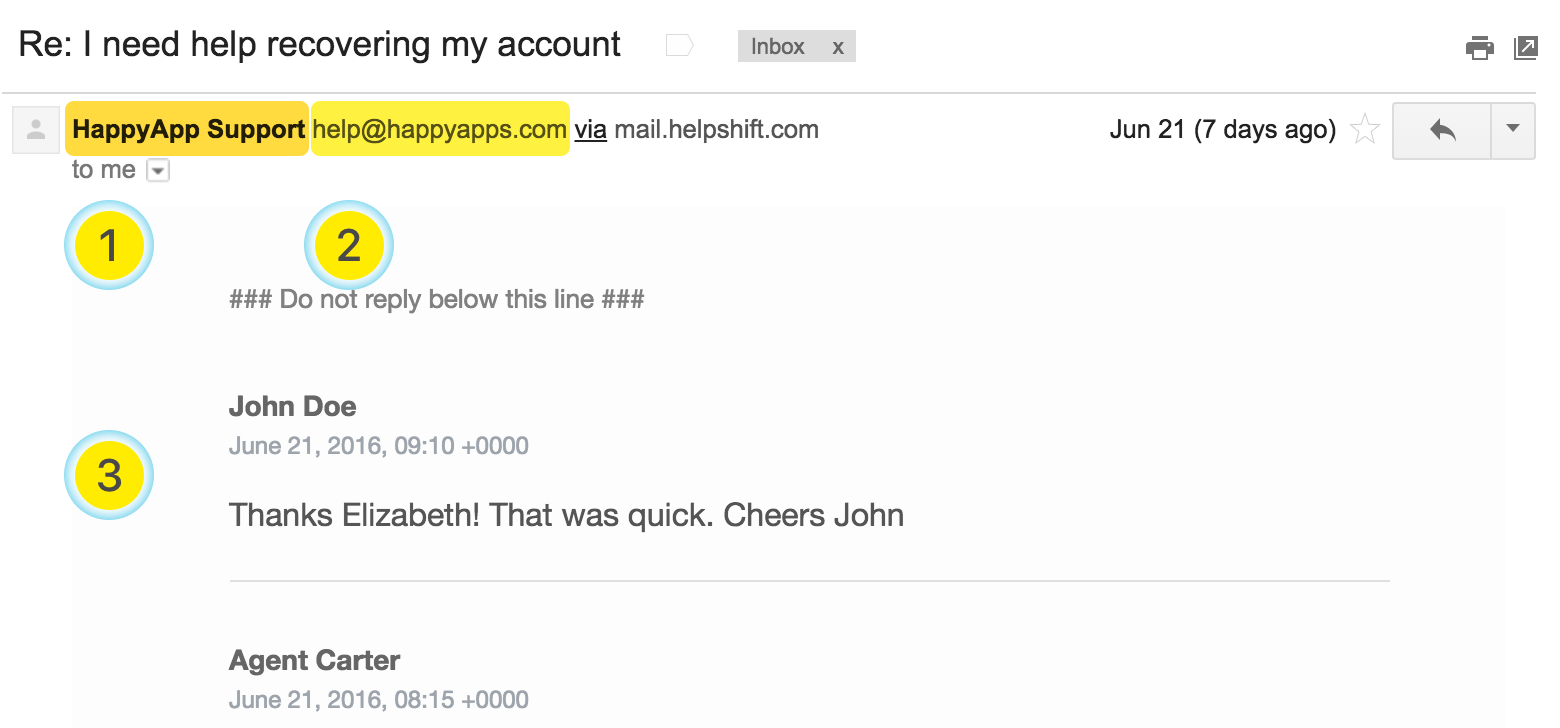 Re: I need help recovering my account Inbox x
HappyApp Support help@happyapps.com via mail.helpshift.com Jun 21 (7 days ago)
to me
1 2
### Do not reply below this line ###
John Doe
June 21, 2016, 09:10 +0000
3
Thanks Elizabeth! That was quick. Cheers John
Agent Carter
June 21, 2016, 08:15 +0000